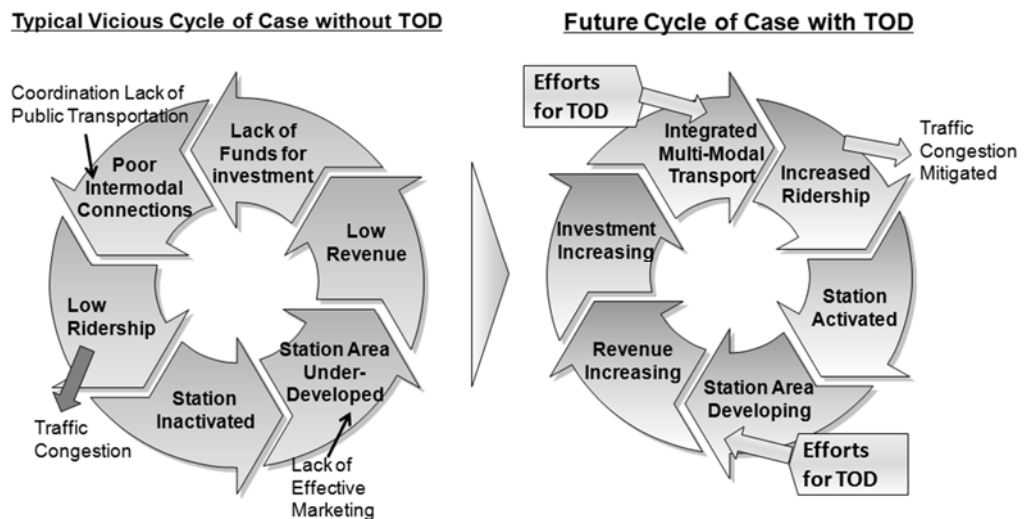 Typical Vicious Cycle of Case without TOD
Coordination Lack of
Public Transportation
Poor
Intermodal
Connections
Lack of
Funds for
investment
Low
Revenue
Low
Ridership
Station Area
Under-
Developed
Station
Inactivated
Traffic
Congestion
Lack of
Effective
Marketing
Future Cycle of Case with TOD
Efforts
for TOD
Integrated
Multi-Modal
Transport
Increased
Ridership
Traffic
Congestion
Mitigated
Investment
Increasing
Station
Activated
Revenue
Increasing
Station Area
Developing
Efforts
for TOD